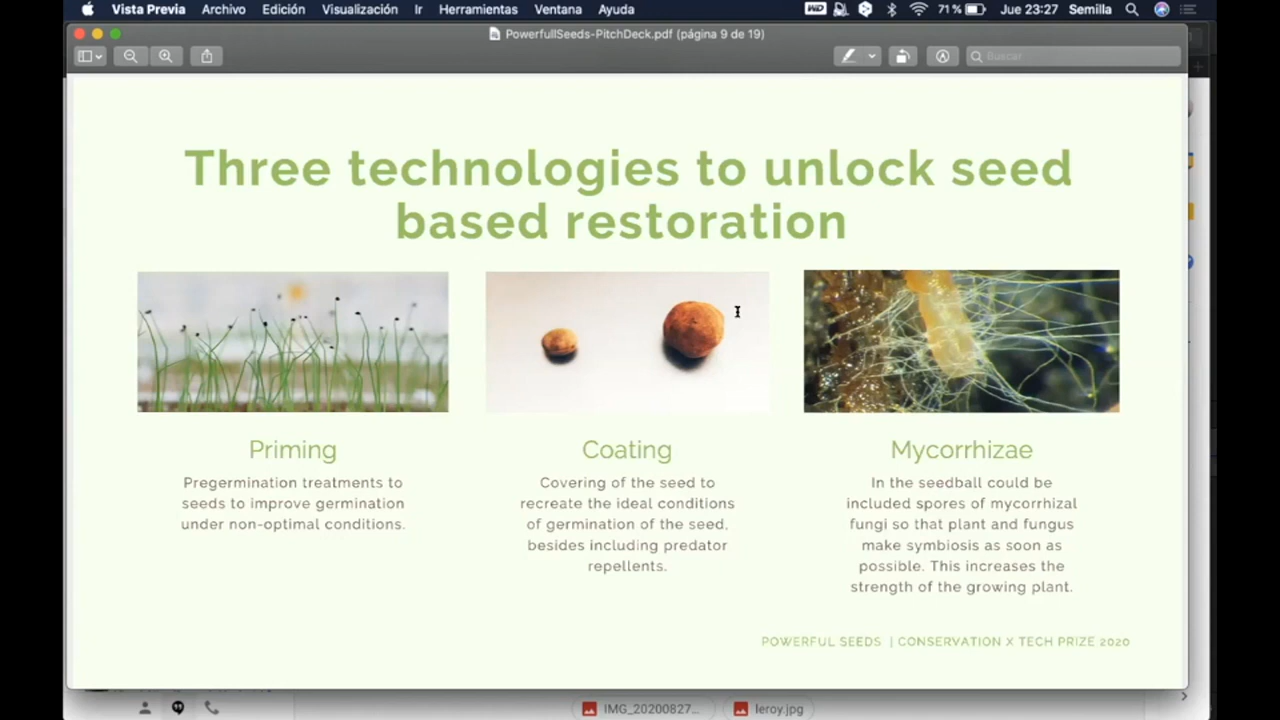 Vista Previa Archivo Edición Visualización Ir Herramientas Ventana Ayuda 71 % Jue 23:27 Semilla
PowerfullSeeds-PitchDeck.pdf (página 9 de 19)
Buscar
Three technologies to unlock seed
based restoration
Priming
Pregermination treatments to
seeds to improve germination
under non-optimal conditions.
Coating
Covering of the seed to
recreate the ideal conditions
of germination of the seed,
besides including predator
repellents.
Mycorrhizae
In the seedball could be
included spores of mycorrhizal
fungi so that plant and fungus
make symbiosis as soon as
possible. This increases the
strength of the growing plant.
POWERFUL SEEDS | CONSERVATION X TECH PRIZE 2020
IMG_20200827... leroy.jpg